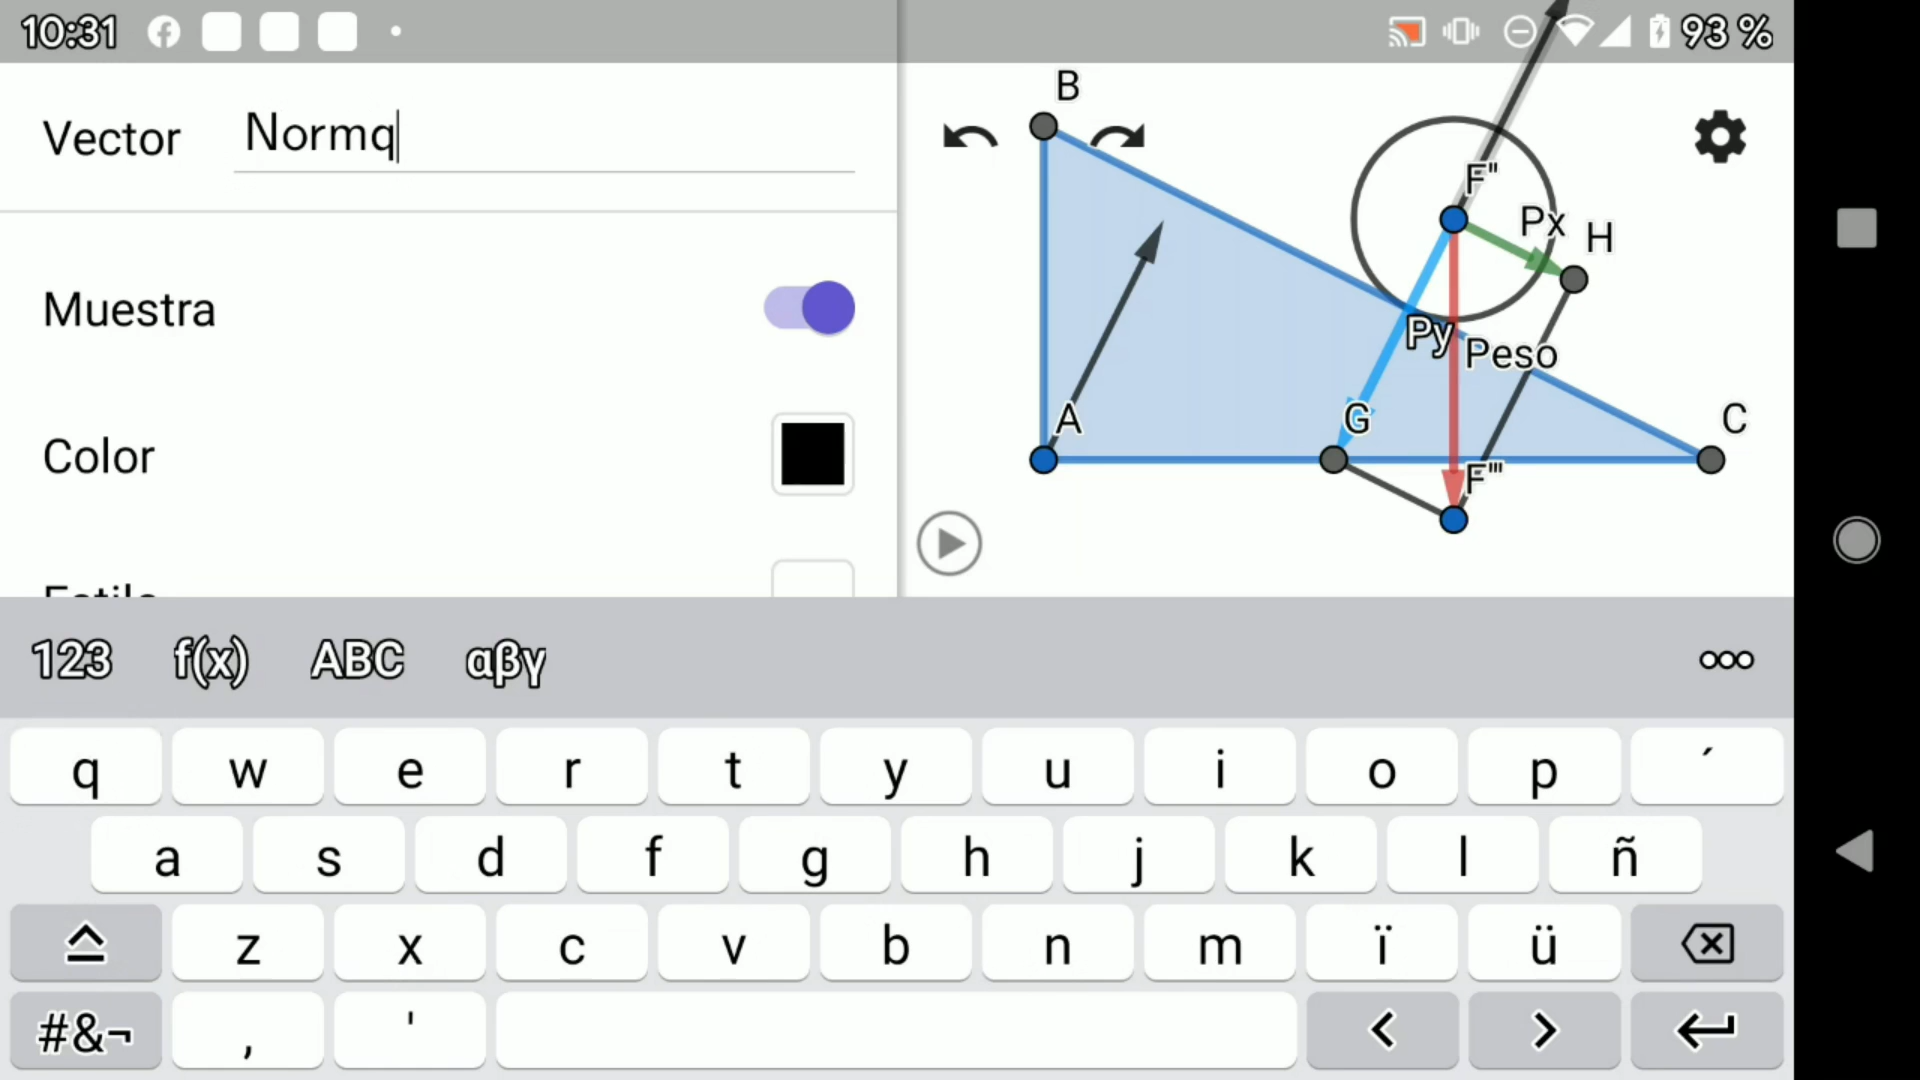 10:31
93 %
Vector Normq
Muestra
Color
B
F"
Px H
Py
Peso
A
G
C
F'''
123 f(x) ABC αβγ
q w e r t y u i o p ´
a s d f g h j k l ñ
z x c v b n m ï ü
#&¬ , ' < >